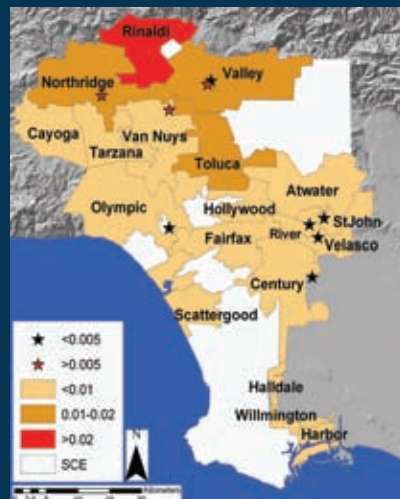 Rinaldi
Northridge
Valley
Cayoga
Van Nuys
Tarzana
Toluca
Atwater
Olympic
Hollywood
StJohn
River
Fairfax
Velasco
Century
Scattergood
<0.005
>0.005
<0.01
0.01-0.02
>0.02
SCE
N
Halldale
Willmington
Harbor